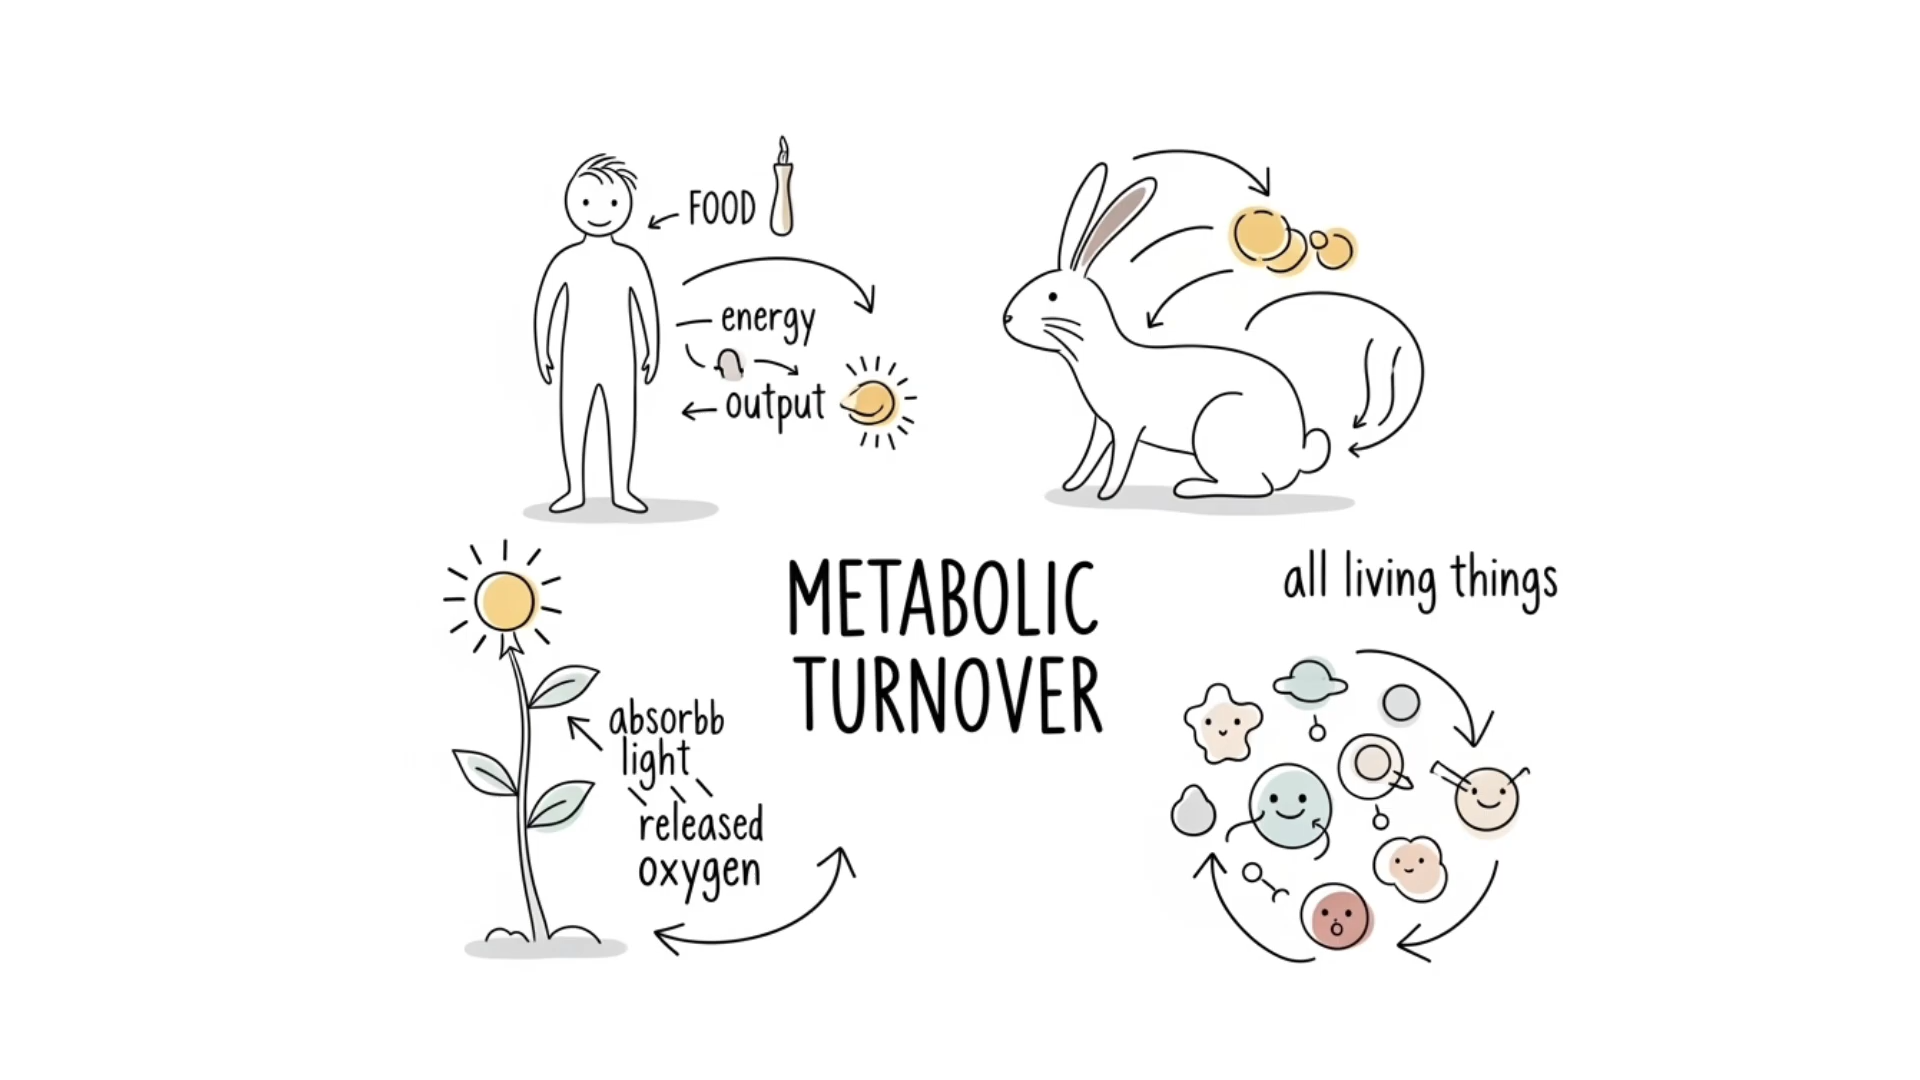 FOOD
energy
output
METABOLIC
TURNOVER
all living things
absorbb
light
released
oxygen